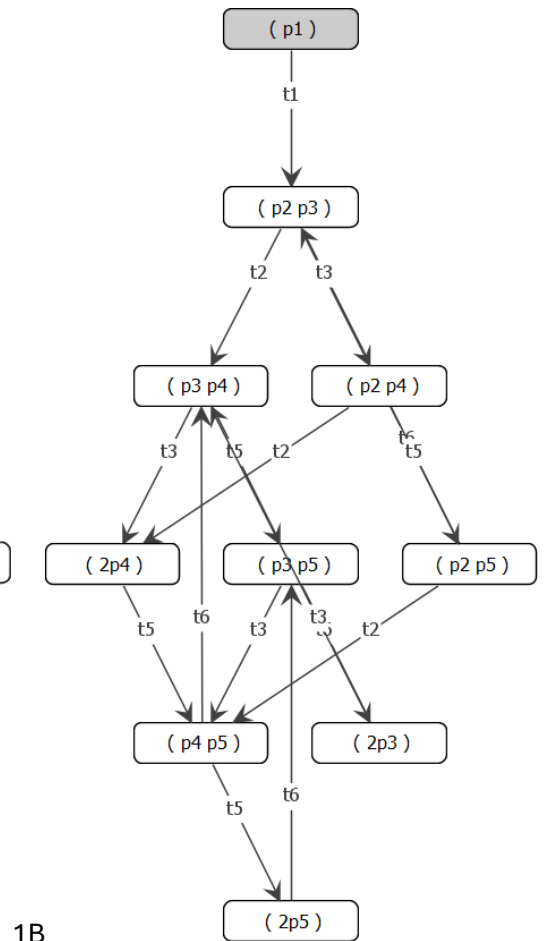 ( p1 )
t1
( p2 p3 )
t2 t3
( p3 p4 ) ( p2 p4 )
t6
t3 t5 t2 t5
( 2p4 ) ( p3 p5 ) ( p2 p5 )
t5 t6 t3 t3 t2
( p4 p5 ) ( 2p3 )
t5 t6
( 2p5 )
1B